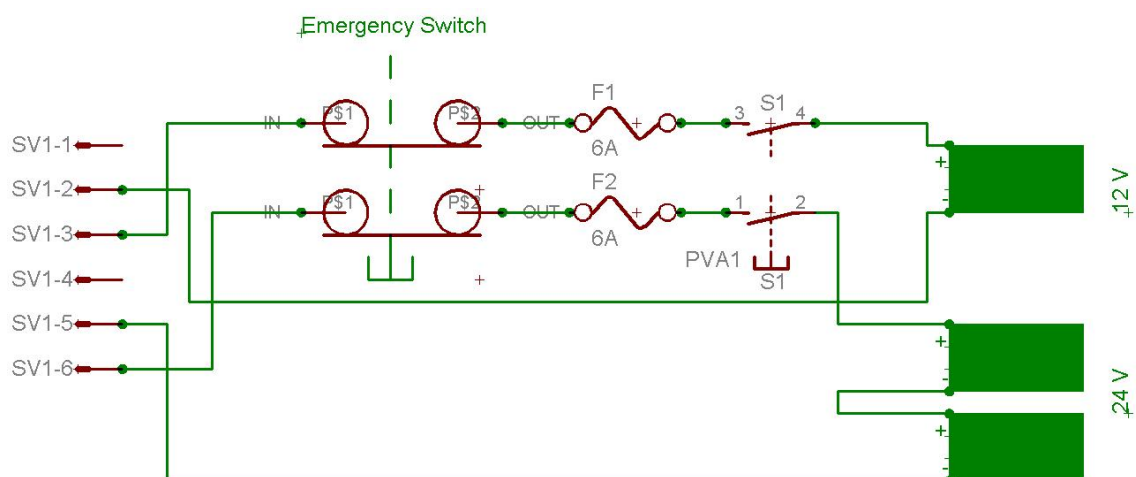 Emergency Switch
IN P$1 P$2 OUT F1 6A 3 S1 4
IN P$1 P$2 OUT F2 6A 1 2
PVA1 S1
SV1-1
SV1-2
SV1-3
SV1-4
SV1-5
SV1-6
+ - 12 V
+ -
24 V
+ -